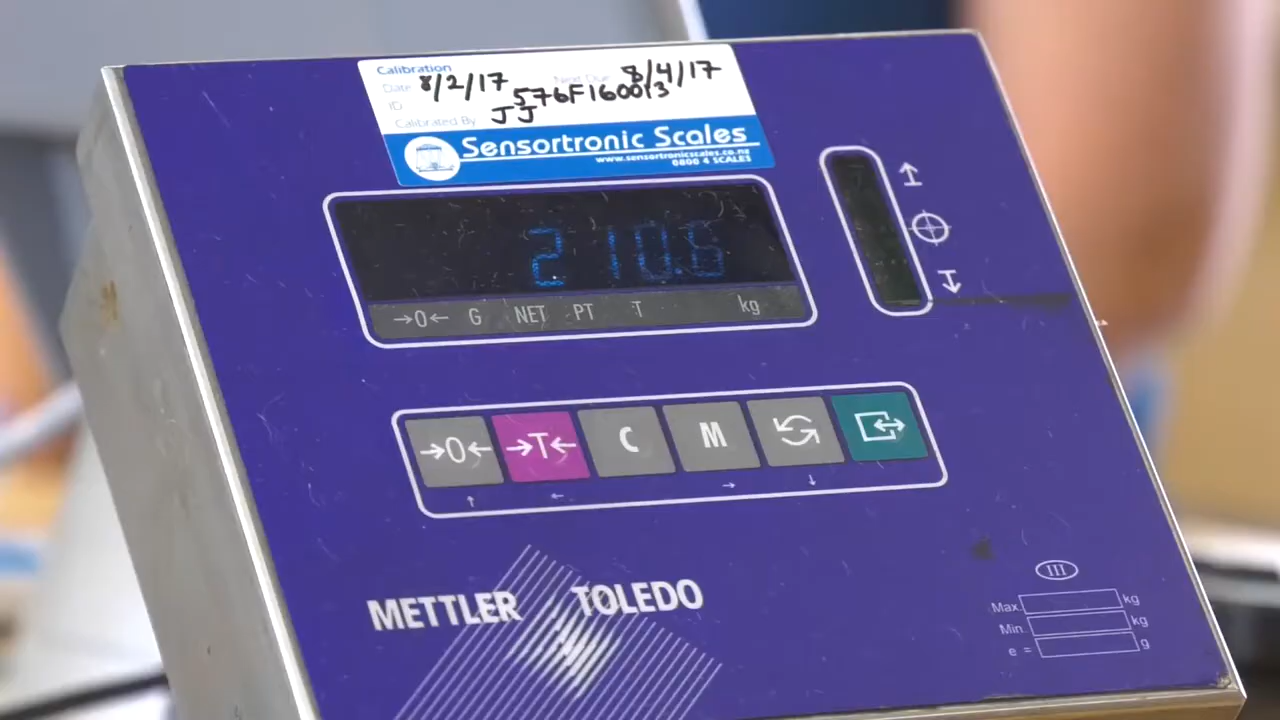 Calibration
Date 8/2/17 Next Due 8/4/17
ID 576F160013
Calibrated By JJ
Sensortronic Scales
www.sensortronicscales.co.nz
0800 4 SCALES
210.6
→0← G NET PT T kg
→0← →T← C M
METTLER TOLEDO
III
Max. kg
Min. kg
e = g